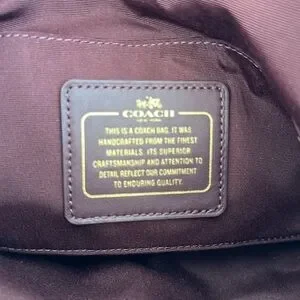 COACH
NEW YORK
THIS IS A COACH BAG. IT WAS
HANDCRAFTED FROM THE FINEST
MATERIALS. ITS SUPERIOR
CRAFTSMANSHIP AND ATTENTION TO
DETAIL REFLECT OUR COMMITMENT
TO ENDURING QUALITY.